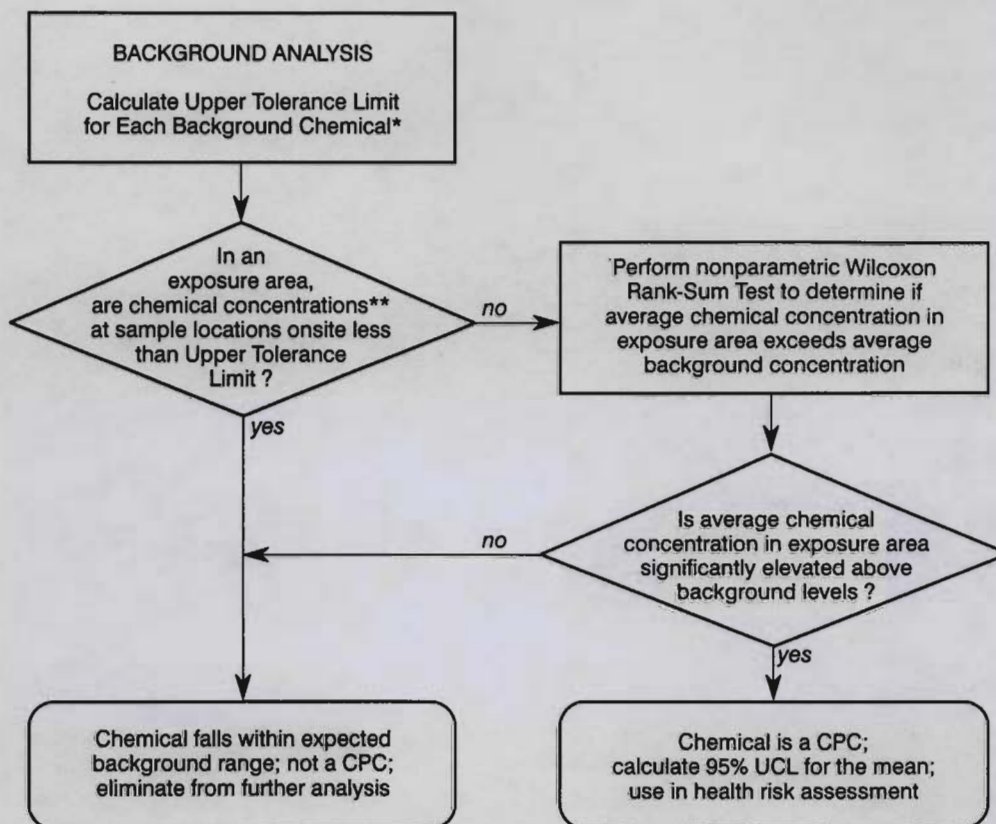 BACKGROUND ANALYSIS
Calculate Upper Tolerance Limit
for Each Background Chemical*
In an
exposure area,
are chemical concentrations**
at sample locations onsite less
than Upper Tolerance
Limit ?
no
yes
Perform nonparametric Wilcoxon
Rank-Sum Test to determine if
average chemical concentration in
exposure area exceeds average
background concentration
Is average chemical
concentration in exposure area
significantly elevated above
background levels ?
no
yes
Chemical falls within expected
background range; not a CPC;
eliminate from further analysis
Chemical is a CPC;
calculate 95% UCL for the mean;
use in health risk assessment